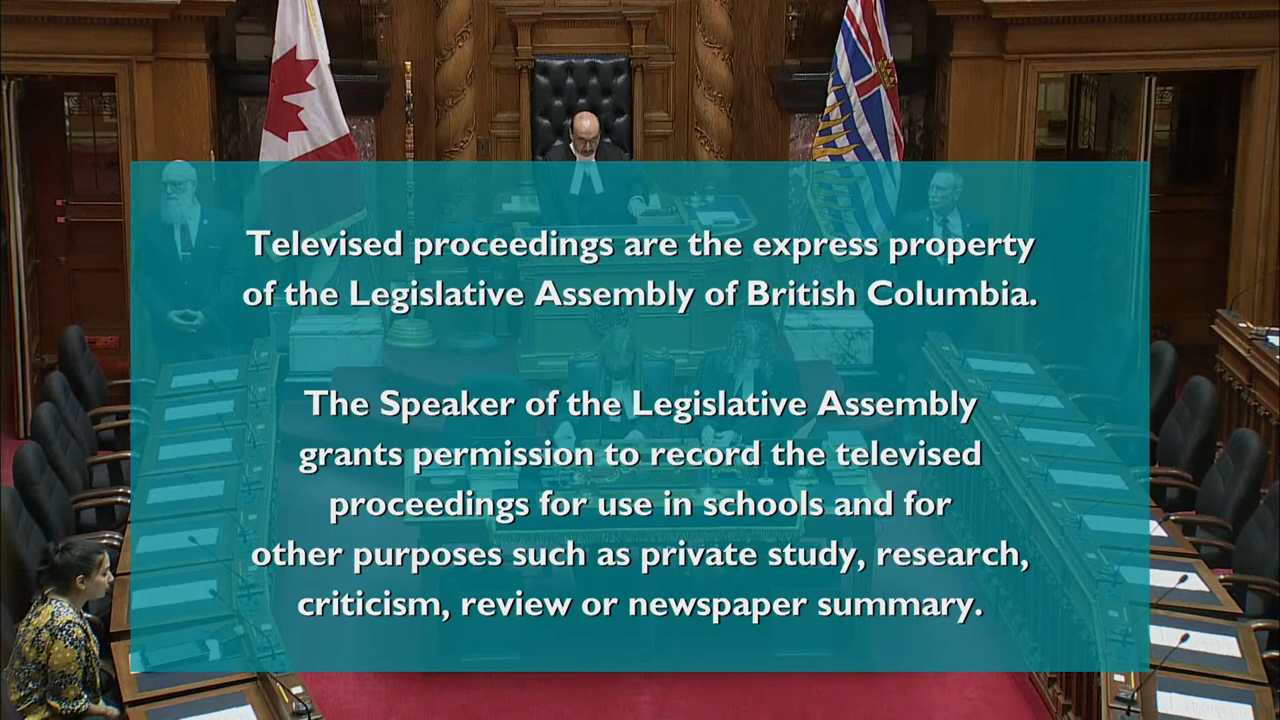 Televised proceedings are the express property
of the Legislative Assembly of British Columbia.
The Speaker of the Legislative Assembly
grants permission to record the televised
proceedings for use in schools and for
other purposes such as private study, research,
criticism, review or newspaper summary.